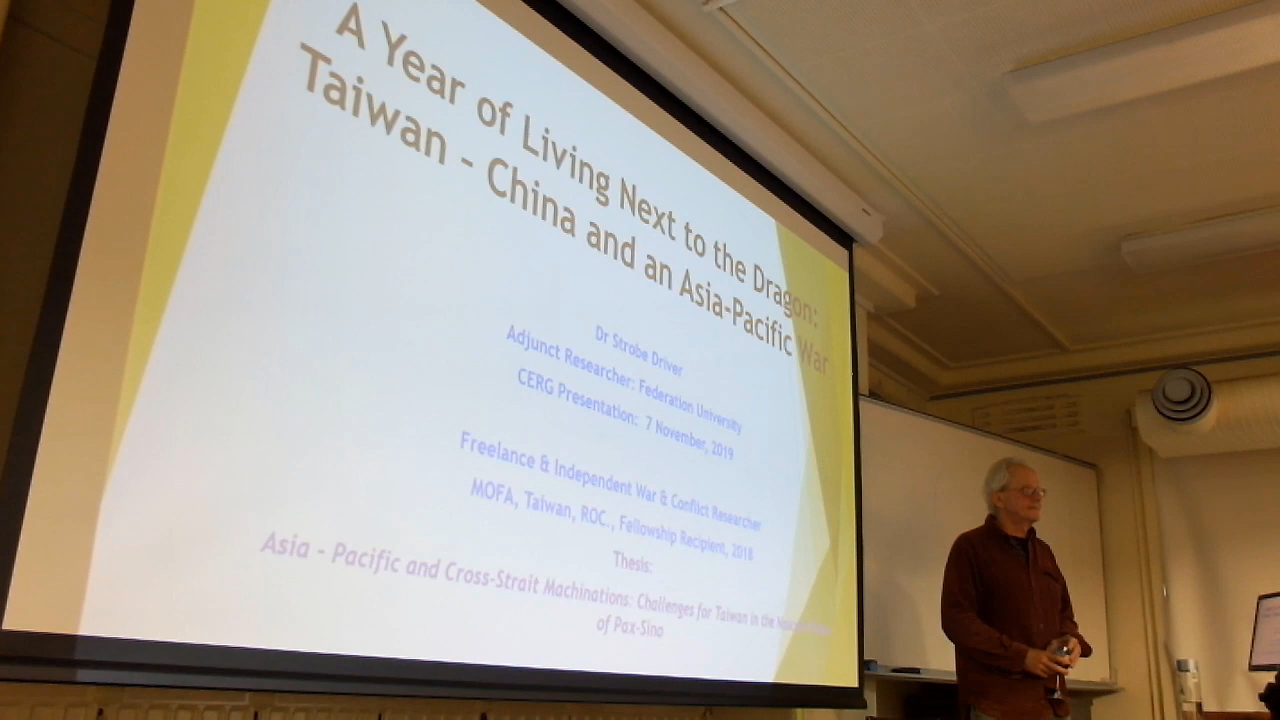 A Year of Living Next to the Dragon:
Taiwan - China and an Asia-Pacific War
Dr Strobe Driver
Adjunct Researcher: Federation University
CERG Presentation: 7 November, 2019
Freelance & Independent War & Conflict Researcher
MOFA, Taiwan, ROC., Fellowship Recipient, 2018
Thesis:
Asia - Pacific and Cross-Strait Machinations: Challenges for Taiwan in the
of Pax-Sino